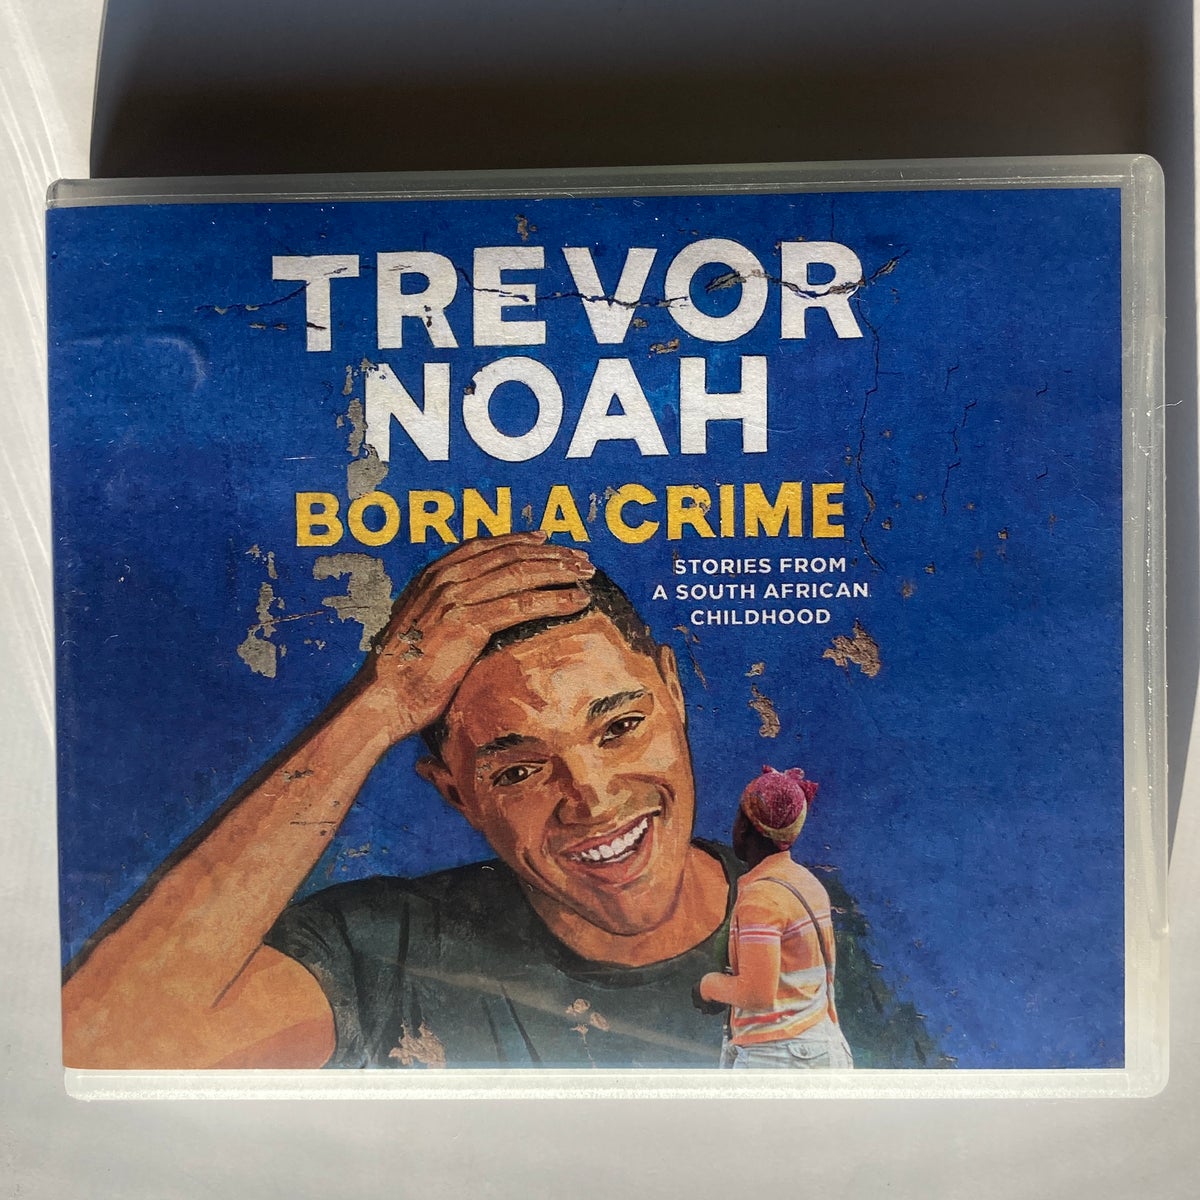 TREVOR
NOAH
BORN A CRIME
STORIES FROM
A SOUTH AFRICAN
CHILDHOOD